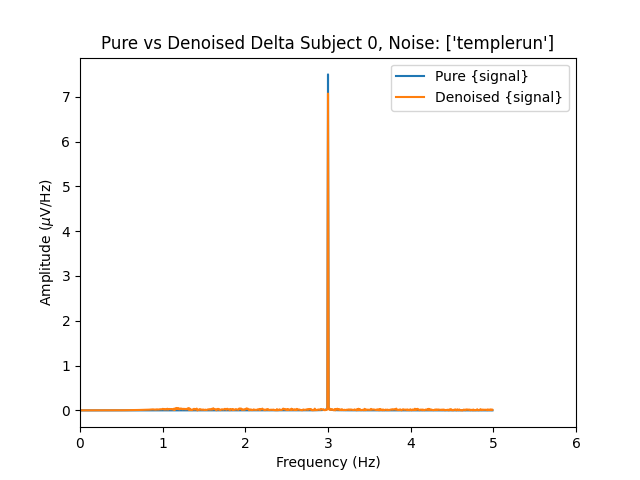 Pure vs Denoised Delta Subject 0, Noise: ['templerun']
Pure {signal}
Denoised {signal}
Amplitude (μV/Hz)
7
6
5
4
3
2
1
0
0 1 2 3 4 5 6
Frequency (Hz)